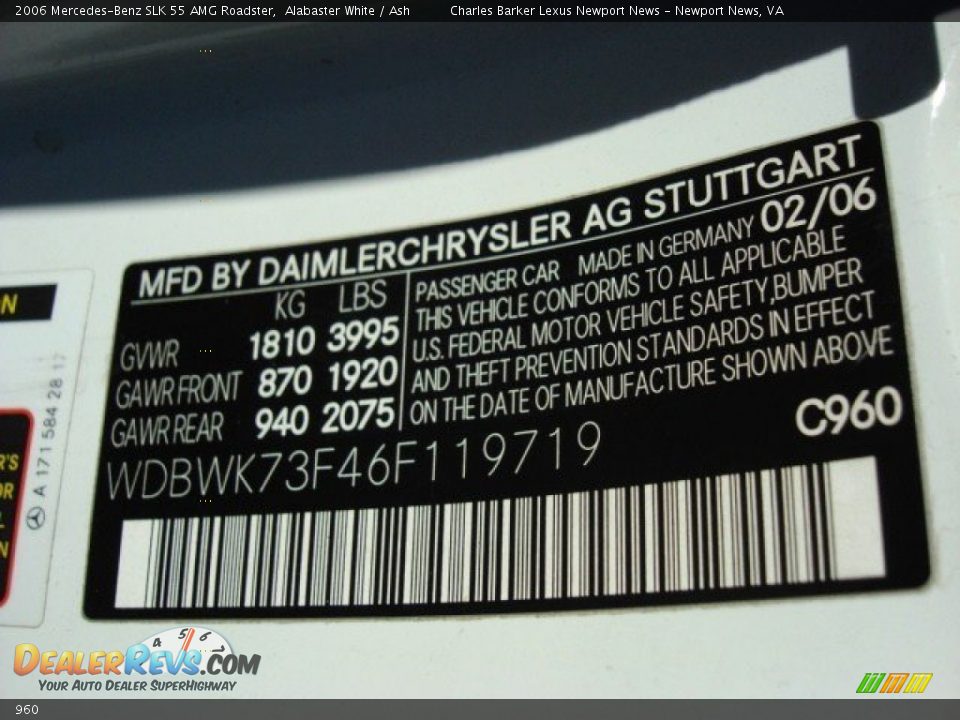 2006 Mercedes-Benz SLK 55 AMG Roadster, Alabaster White / Ash Charles Barker Lexus Newport News - Newport News, VA
MFD BY DAIMLERCHRYSLER AG STUTTGART
KG LBS
GVWR 1810 3995
GAWR FRONT 870 1920
GAWR REAR 940 2075
PASSENGER CAR MADE IN GERMANY 02/06
THIS VEHICLE CONFORMS TO ALL APPLICABLE
U.S. FEDERAL MOTOR VEHICLE SAFETY,BUMPER
AND THEFT PREVENTION STANDARDS IN EFFECT
ON THE DATE OF MANUFACTURE SHOWN ABOVE
C960
WDBWK73F46F119719
A 171 584 28 17
4 5 6 7
DEALERREVS.COM
YOUR AUTO DEALER SUPERHIGHWAY
960